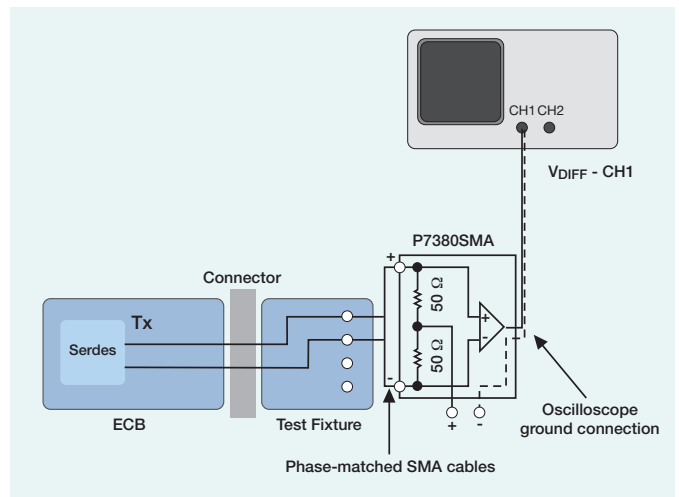 CH1 CH2
VDIFF - CH1
P7380SMA
+
Connector
50 Ω
Tx
+
Serdes
-
50 Ω
-
+ -
Oscilloscope
ground connection
ECB
Test Fixture
Phase-matched SMA cables